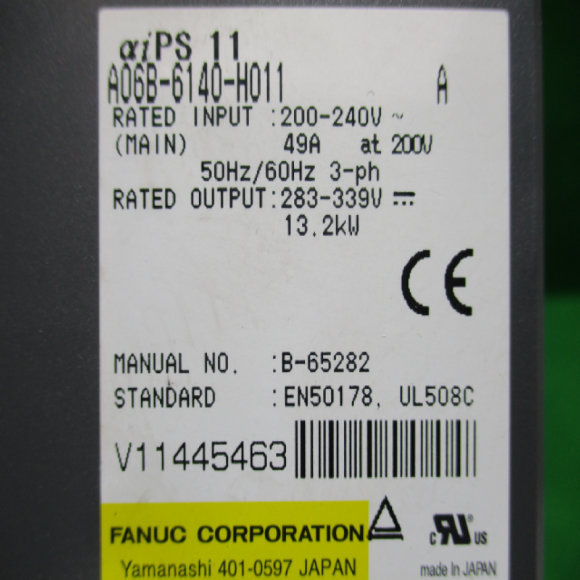 αiPS 11
A06B-6140-H011 A
RATED INPUT :200-240V ~
(MAIN) 49A at 200V
50Hz/60Hz 3-ph
RATED OUTPUT:283-339V ⎓
13.2kW
CE
MANUAL NO. :B-65282
STANDARD :EN50178, UL508C
V11445463
FANUC CORPORATION
Yamanashi 401-0597 JAPAN
c RU US
made in JAPAN